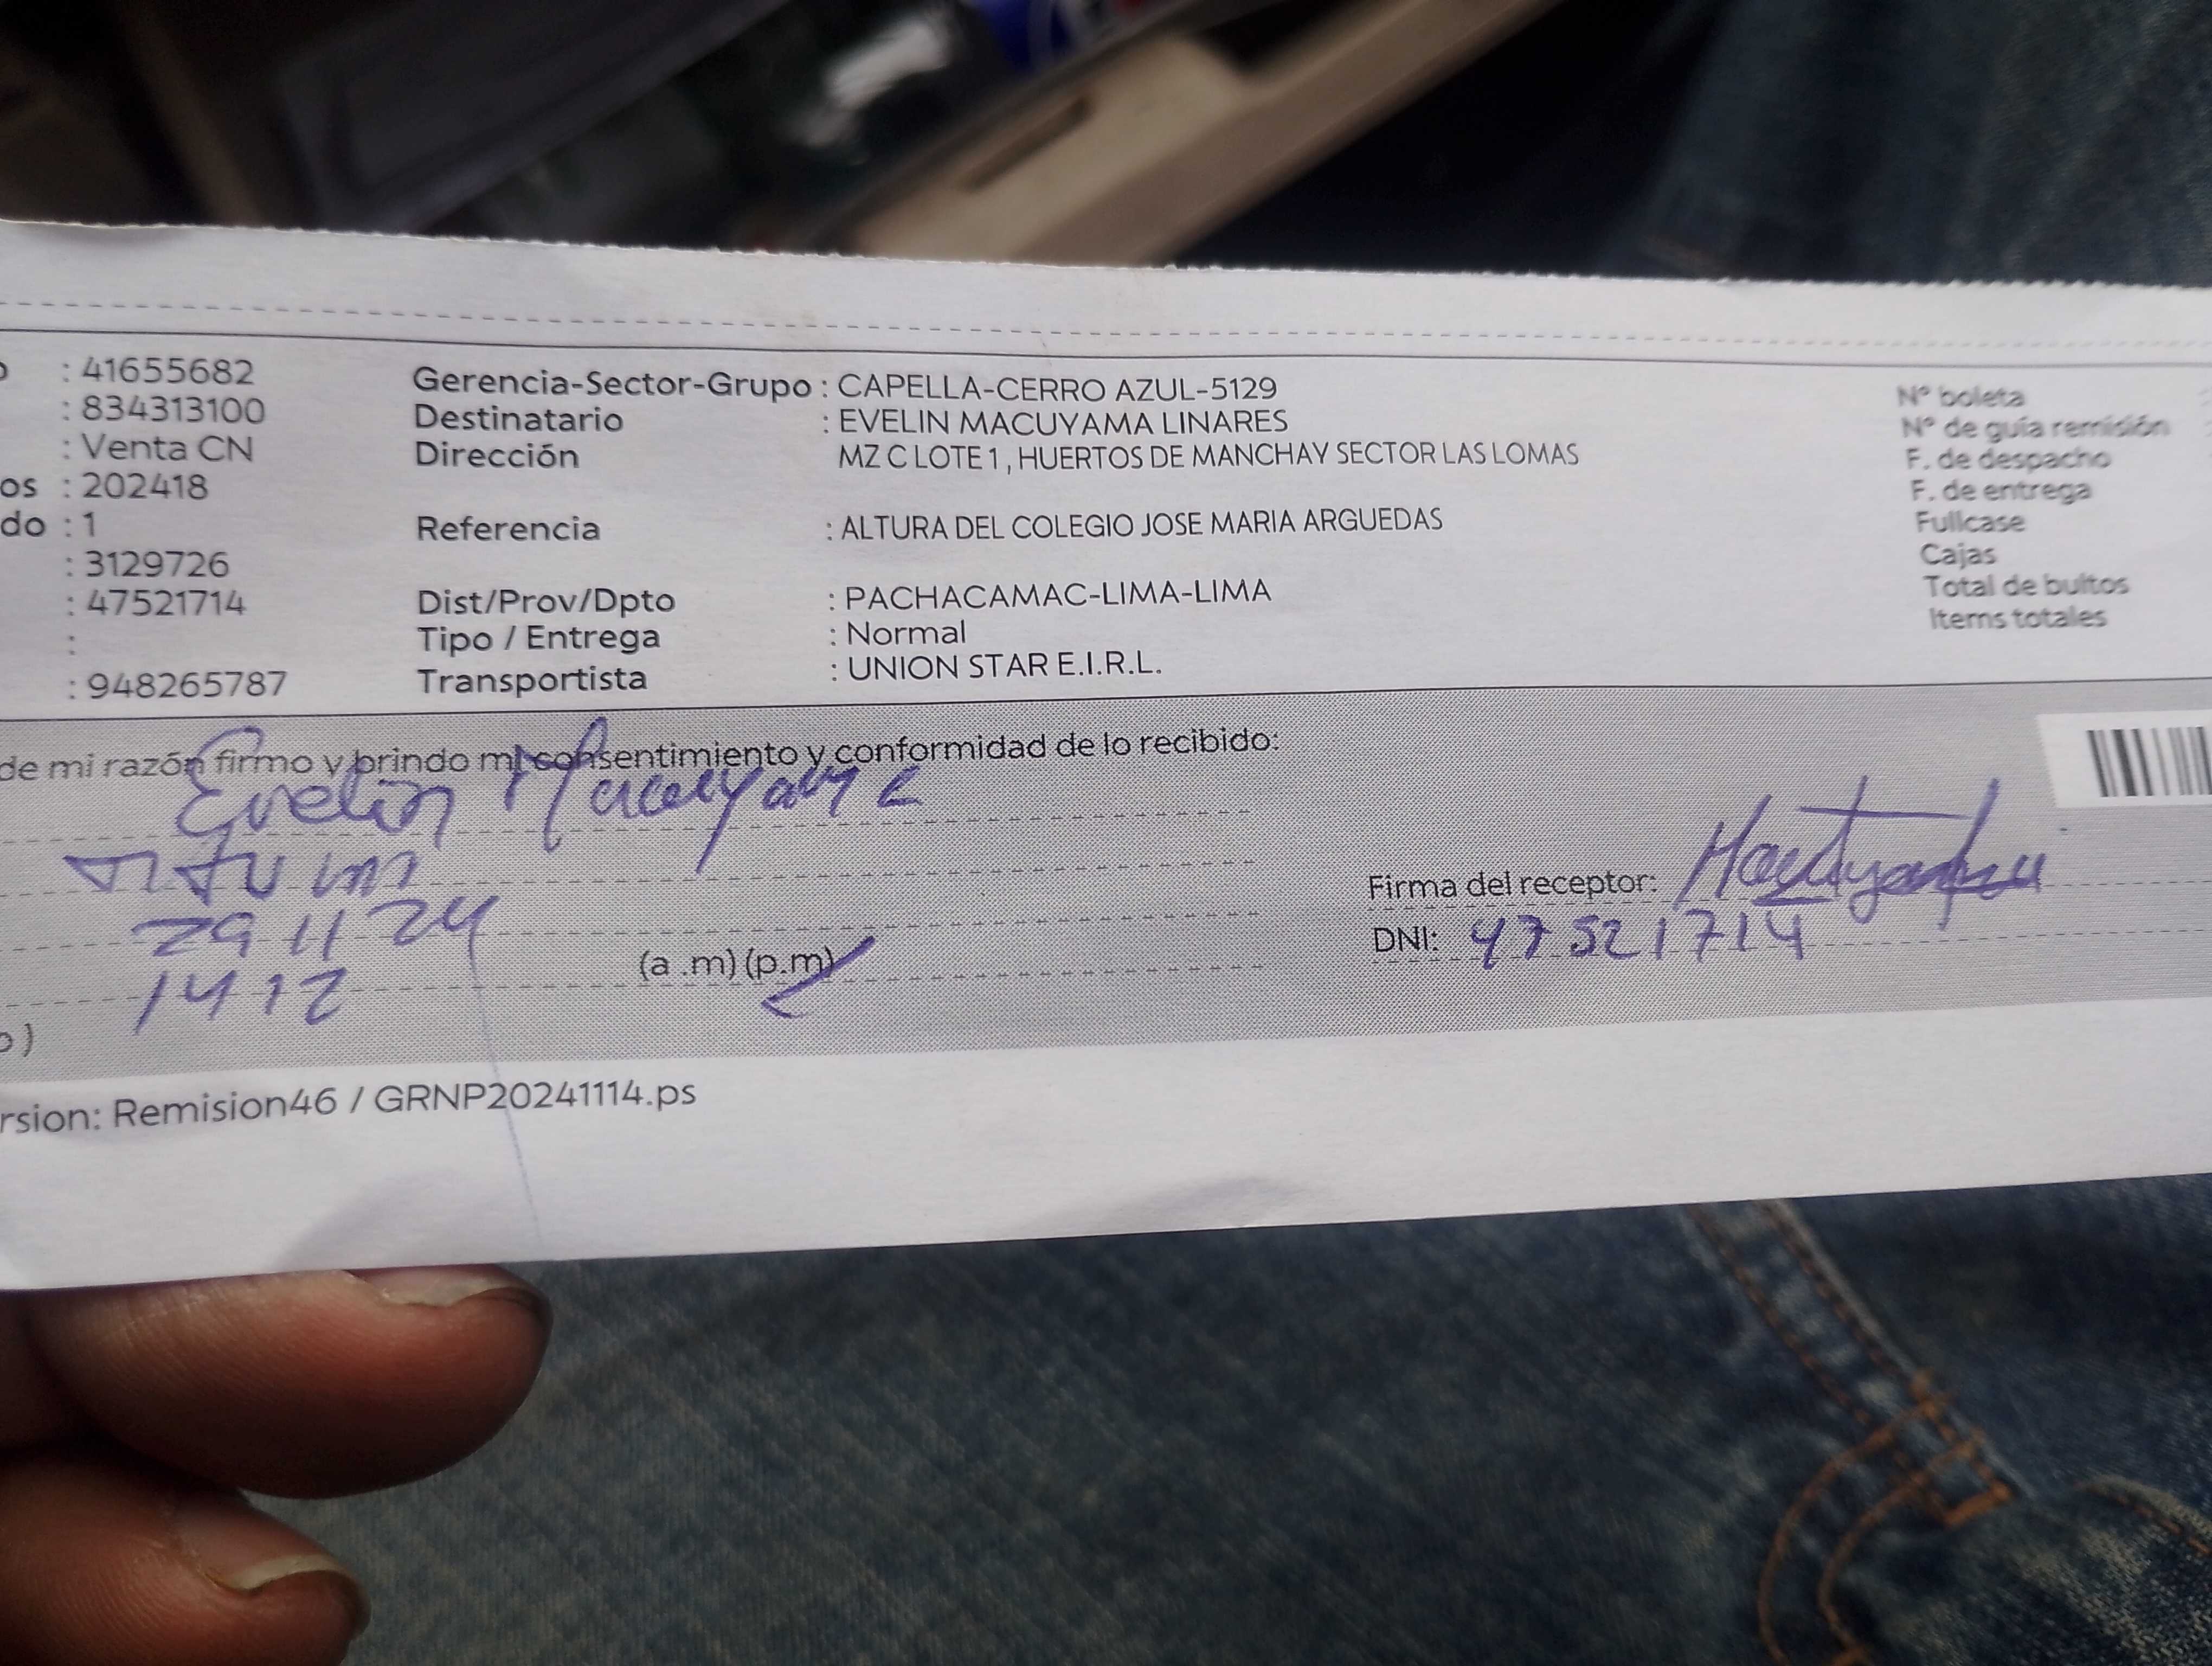 : 41655682
: 834313100
: Venta CN
os : 202418
do : 1
: 3129726
: 47521714
:
: 948265787
Gerencia-Sector-Grupo : CAPELLA-CERRO AZUL-5129
Destinatario : EVELIN MACUYAMA LINARES
Dirección MZ C LOTE 1 , HUERTOS DE MANCHAY SECTOR LAS LOMAS
Referencia : ALTURA DEL COLEGIO JOSE MARIA ARGUEDAS
Dist/Prov/Dpto : PACHACAMAC-LIMA-LIMA
Tipo / Entrega : Normal
Transportista : UNION STAR E.I.R.L.
Nº boleta
Nº de guía remisión
F. de despacho
F. de entrega
Fullcase
Cajas
Total de bultos
Items totales
de mi razón firmo y brindo mi consentimiento y conformidad de lo recibido:
Evelin
29 11 24
1412 (a .m) (p.m)
Firma del receptor:
DNI: 47521714
o )
rsion: Remision46 / GRNP20241114.ps